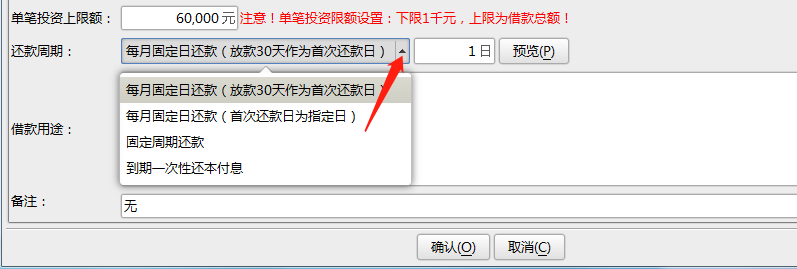 单笔投资上限额： 60,000 元 注意！单笔投资限额设置：下限1千元，上限为借款总额！
还款周期： 每月固定日还款（放款30天作为首次还款日） 1 日 预览(P)
每月固定日还款（放款30天作为首次还款日）
每月固定日还款（首次还款日为指定日）
借款用途：
固定周期还款
到期一次性还本付息
备注： 无
确认(O) 取消(C)